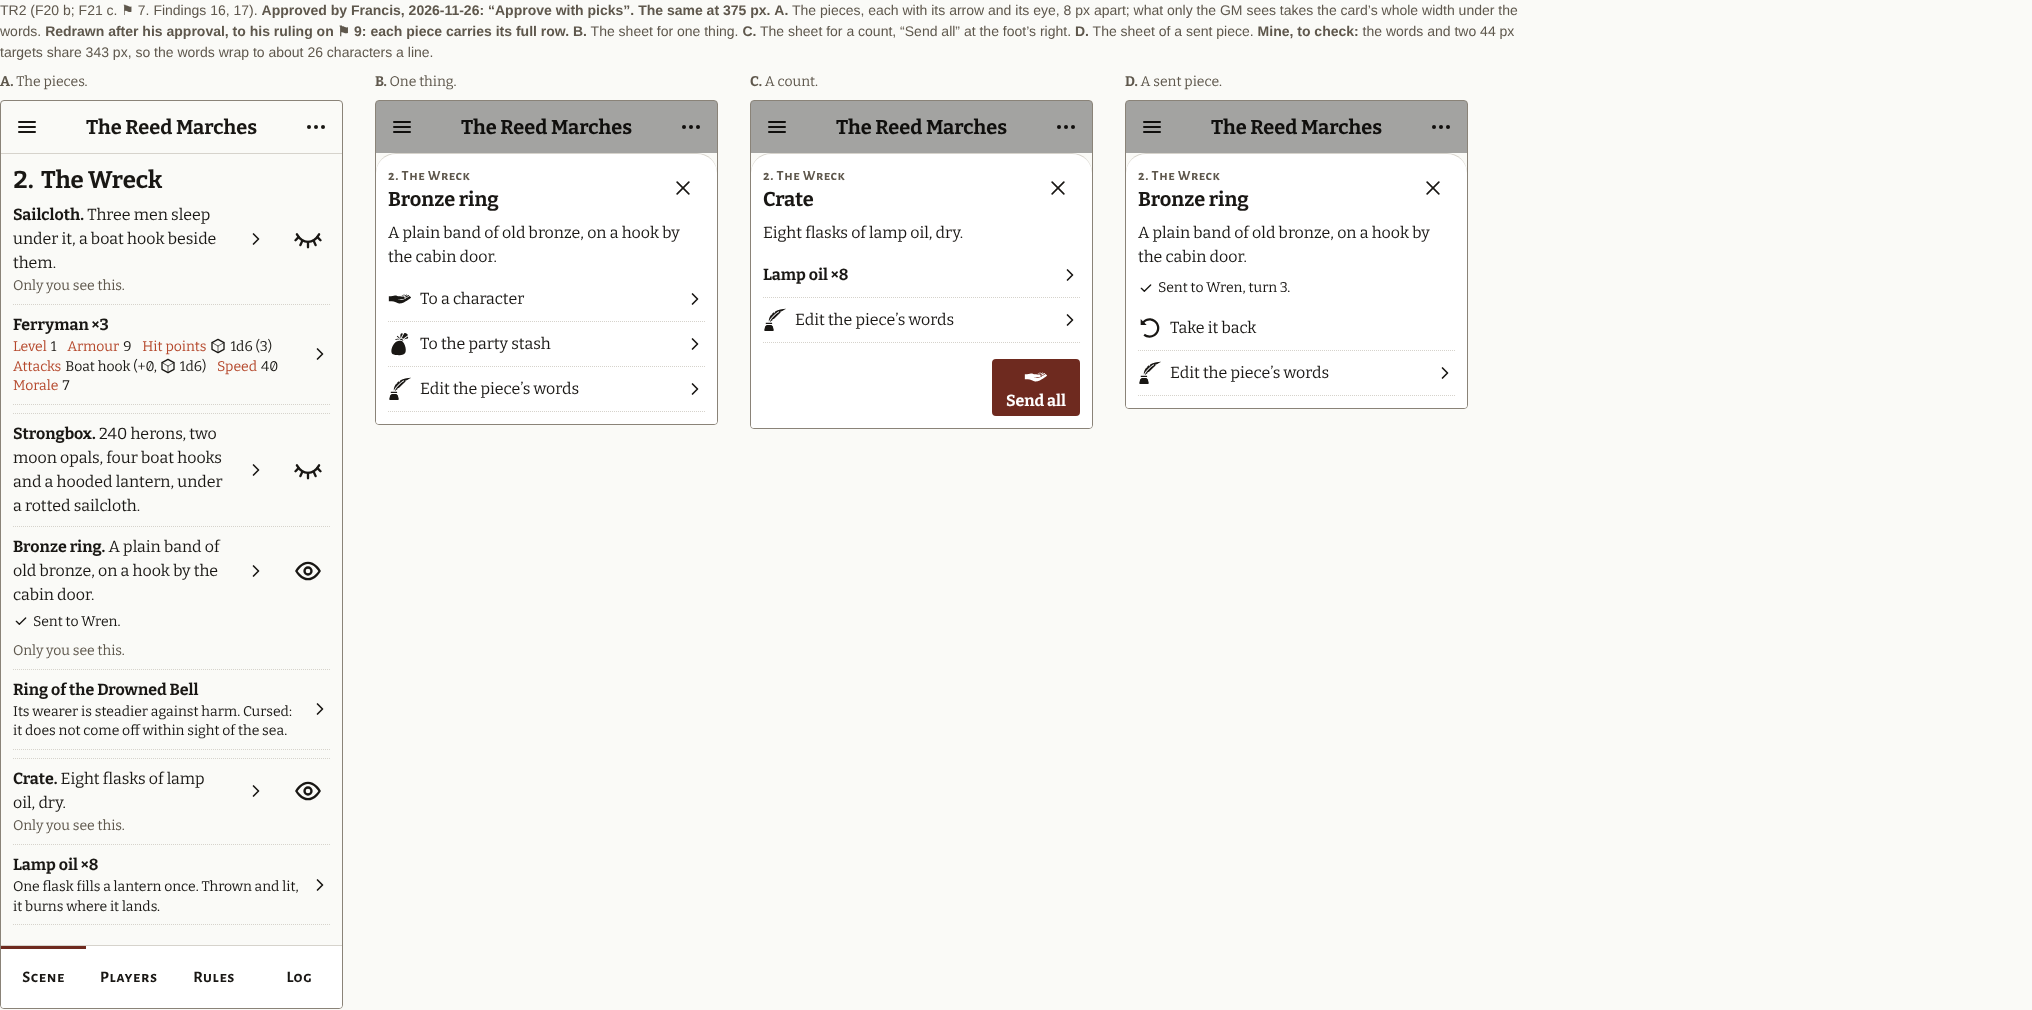 TR2 (F20 b; F21 c. ⚑ 7. Findings 16, 17). Approved by Francis, 2026-11-26: “Approve with picks”. The same at 375 px. A. The pieces, each with its arrow and its eye, 8 px apart; what only the GM sees takes the card’s whole width under the
words. Redrawn after his approval, to his ruling on ⚑ 9: each piece carries its full row. B. The sheet for one thing. C. The sheet for a count, “Send all” at the foot’s right. D. The sheet of a sent piece. Mine, to check: the words and two 44 px
targets share 343 px, so the words wrap to about 26 characters a line.
A. The pieces.
The Reed Marches
2. The Wreck
Sailcloth. Three men sleep
under it, a boat hook beside
them.
Only you see this.
Ferryman ×3
Level 1 Armour 9 Hit points 1d6 (3)
Attacks Boat hook (+0, 1d6) Speed 40
Morale 7
Strongbox. 240 herons, two
moon opals, four boat hooks
and a hooded lantern, under
a rotted sailcloth.
Bronze ring. A plain band of
old bronze, on a hook by the
cabin door.
Sent to Wren.
Only you see this.
Ring of the Drowned Bell
Its wearer is steadier against harm. Cursed:
it does not come off within sight of the sea.
Crate. Eight flasks of lamp
oil, dry.
Only you see this.
Lamp oil ×8
One flask fills a lantern once. Thrown and lit,
it burns where it lands.
Scene Players Rules Log
B. One thing.
The Reed Marches
2. The Wreck
Bronze ring
A plain band of old bronze, on a hook by
the cabin door.
To a character
To the party stash
Edit the piece’s words
C. A count.
The Reed Marches
2. The Wreck
Crate
Eight flasks of lamp oil, dry.
Lamp oil ×8
Edit the piece’s words
Send all
D. A sent piece.
The Reed Marches
2. The Wreck
Bronze ring
A plain band of old bronze, on a hook by
the cabin door.
Sent to Wren, turn 3.
Take it back
Edit the piece’s words